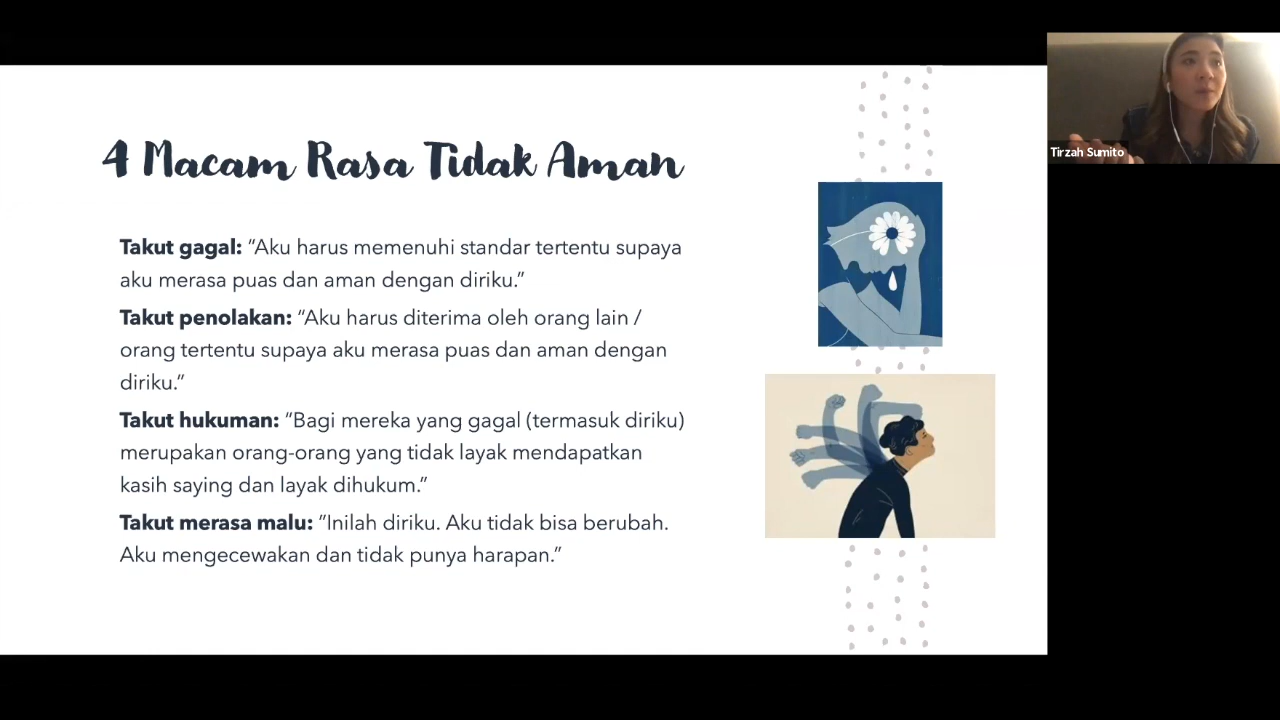 4 Macam Rasa Tidak Aman
Takut gagal: “Aku harus memenuhi standar tertentu supaya
aku merasa puas dan aman dengan diriku.”
Takut penolakan: “Aku harus diterima oleh orang lain /
orang tertentu supaya aku merasa puas dan aman dengan
diriku.”
Takut hukuman: “Bagi mereka yang gagal (termasuk diriku)
merupakan orang-orang yang tidak layak mendapatkan
kasih saying dan layak dihukum.”
Takut merasa malu: “Inilah diriku. Aku tidak bisa berubah.
Aku mengecewakan dan tidak punya harapan.”
Tirzah Sumito